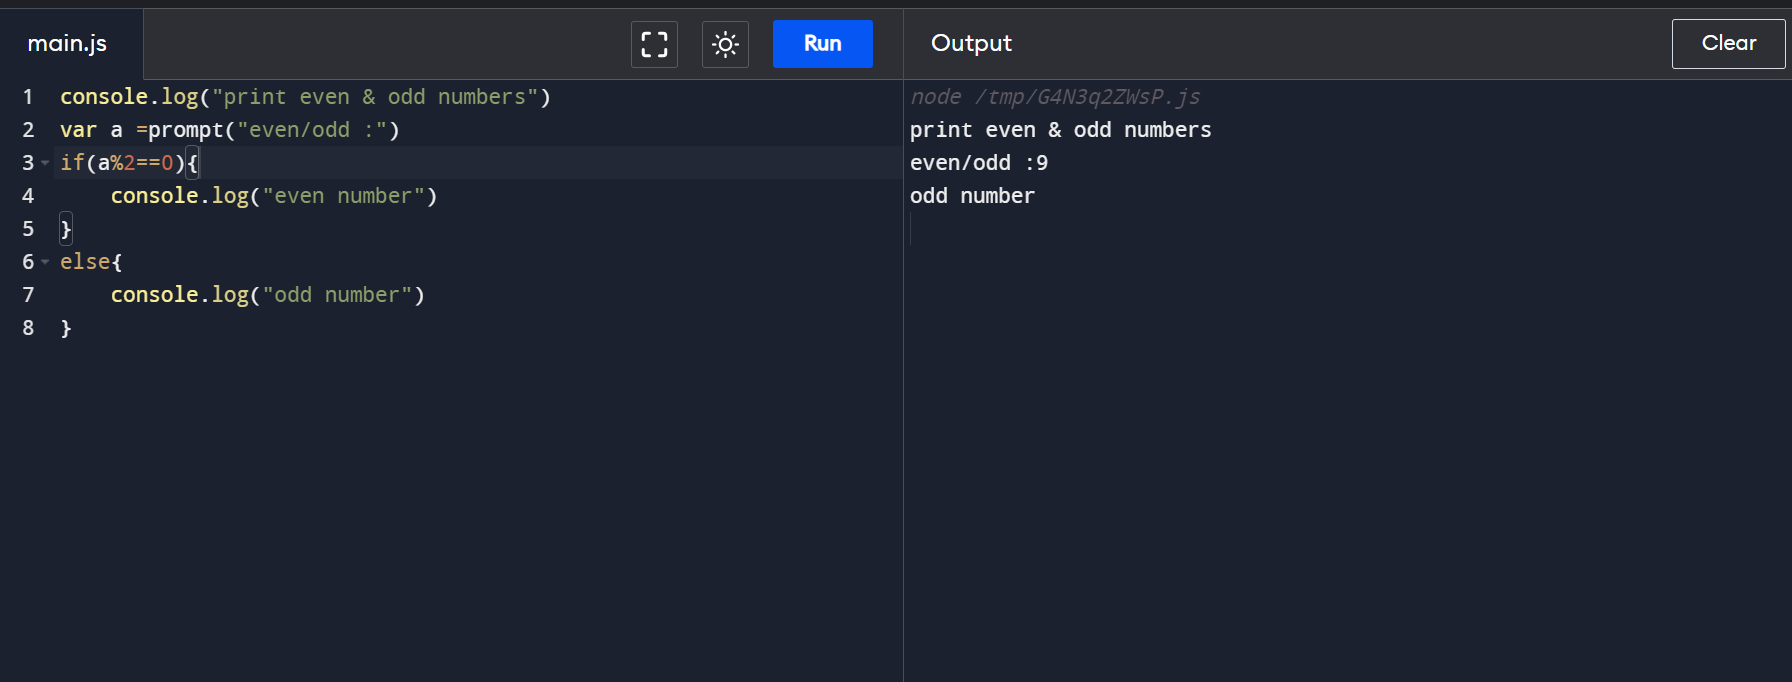 main.js
Run
1 console.log("print even & odd numbers")
2 var a =prompt("even/odd :")
3 if(a%2==0){
4     console.log("even number")
5 }
6 else{
7     console.log("odd number")
8 }
Output
Clear
node /tmp/G4N3q2ZWsP.js
print even & odd numbers
even/odd :9
odd number